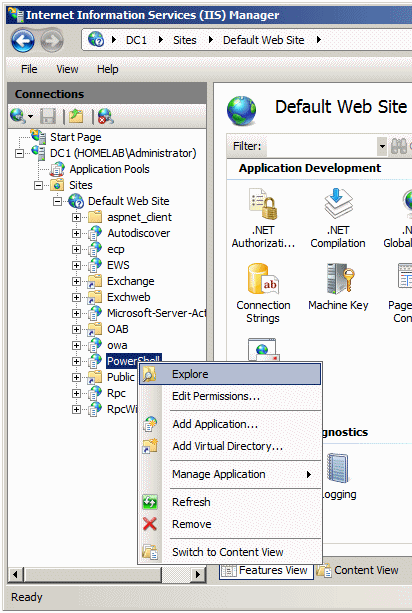 Internet Information Services (IIS) Manager
DC1 Sites Default Web Site
File View Help
Connections
Start Page
DC1 (HOMELAB\Administrator)
Application Pools
Sites
Default Web Site
aspnet_client
Autodiscover
ecp
EWS
Exchange
Exchweb
Microsoft-Server-Act
OAB
owa
PowerShell
Public
Rpc
RpcWi
Explore
Edit Permissions...
Add Application...
Add Virtual Directory...
Manage Application
Refresh
Remove
Switch to Content View
Default Web Site
Filter:
Application Development
.NET
Authorizati...
.NET
Compilation
.N
Global
Connection
Strings
Machine Key
Page
Con
gnostics
Logging
Features View Content View
Ready